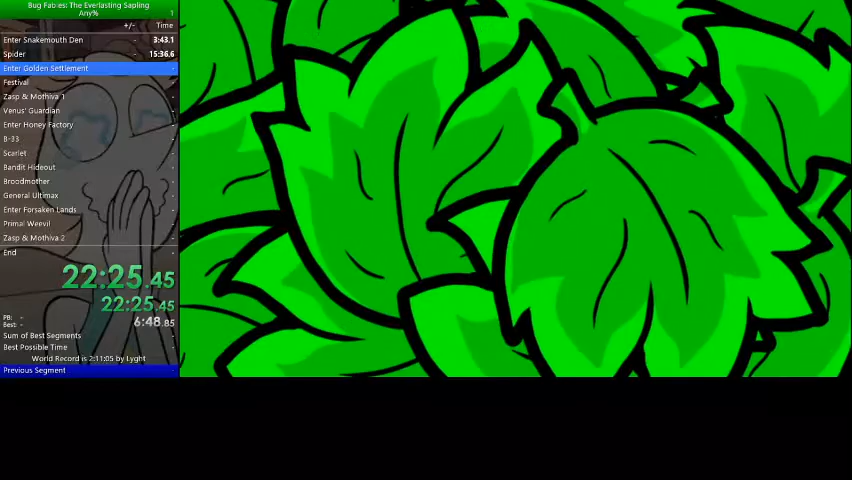 Bug Fables: The Everlasting Sapling
Any% 1
+/- Time
Enter Snakemouth Den - 3:43.1
Spider - 15:36.6
Enter Golden Settlement -
Festival -
Zasp & Mothiva 1 -
Venus' Guardian -
Enter Honey Factory -
B-33 -
Scarlet -
Bandit Hideout -
Broodmother -
General Ultimax -
Enter Forsaken Lands -
Primal Weevil -
Zasp & Mothiva 2 -
End -
22:25.45
22:25.45
PB: -
Best: - 6:48.85
Sum of Best Segments -
Best Possible Time -
World Record is 2:11:05 by Lyght
Previous Segment -